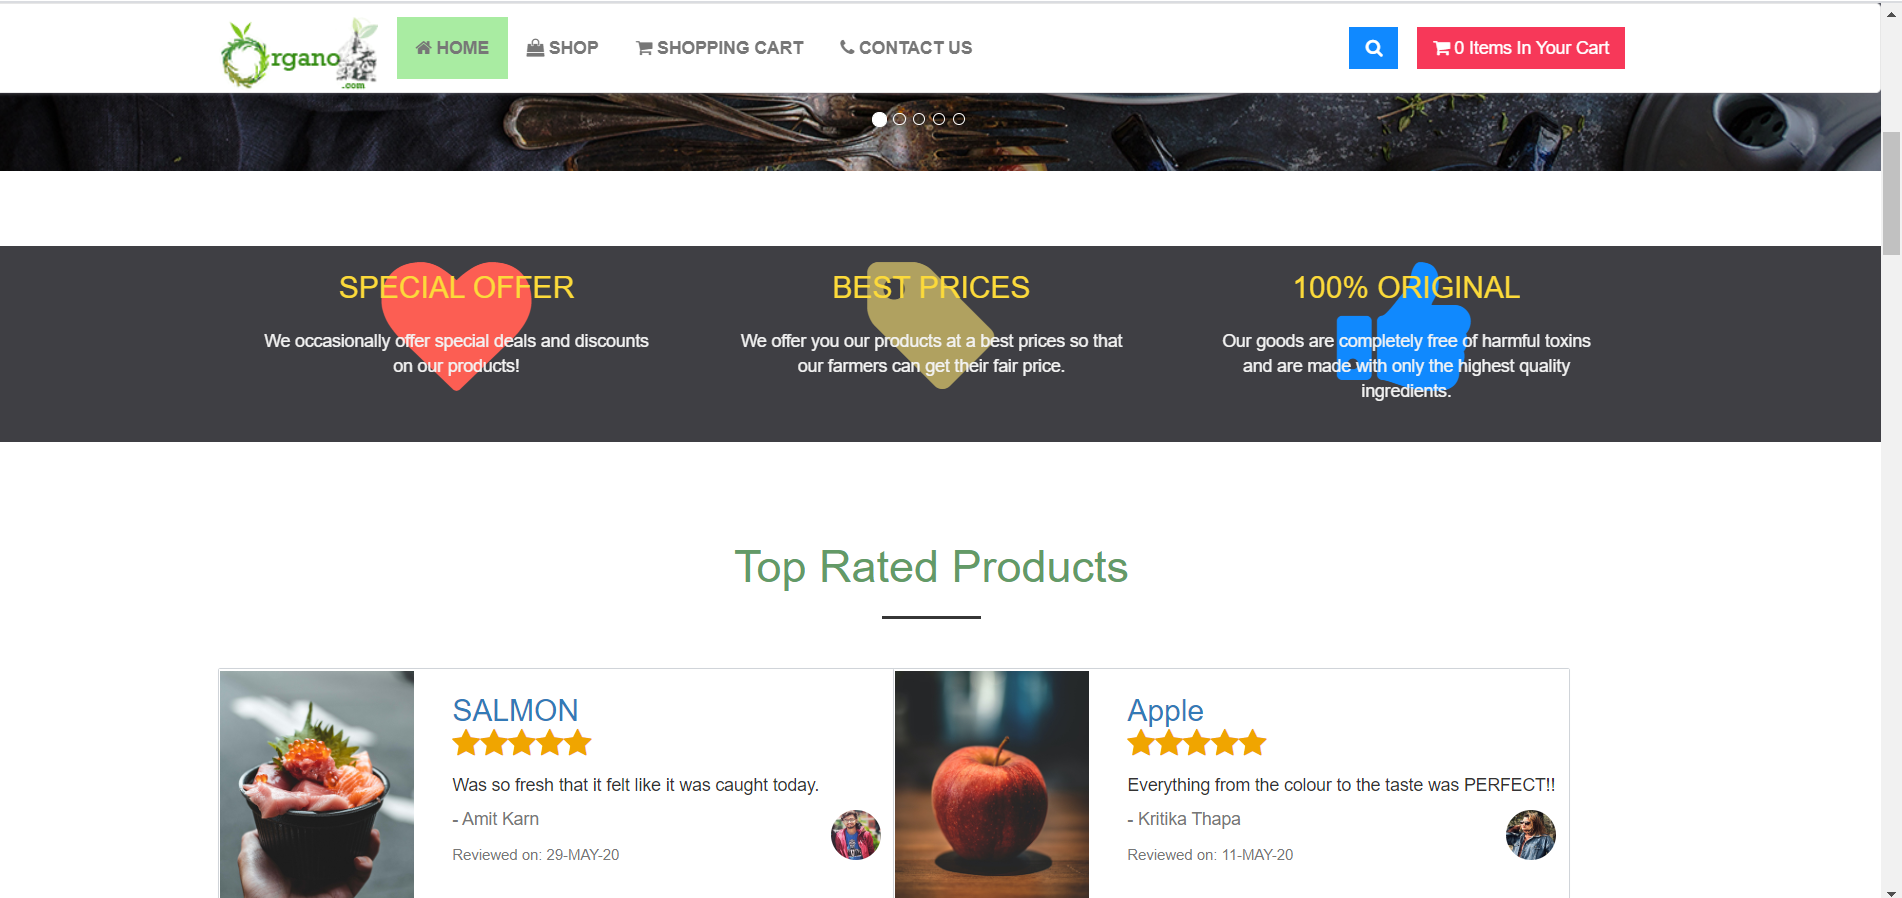 rgano
.com
HOME
SHOP
SHOPPING CART
CONTACT US
0 Items In Your Cart
SPECIAL OFFER
We occasionally offer special deals and discounts
on our products!
BEST PRICES
We offer you our products at a best prices so that
our farmers can get their fair price.
100% ORIGINAL
Our goods are completely free of harmful toxins
and are made with only the highest quality
ingredients.
Top Rated Products
SALMON
Was so fresh that it felt like it was caught today.
- Amit Karn
Reviewed on: 29-MAY-20
Apple
Everything from the colour to the taste was PERFECT!!
- Kritika Thapa
Reviewed on: 11-MAY-20